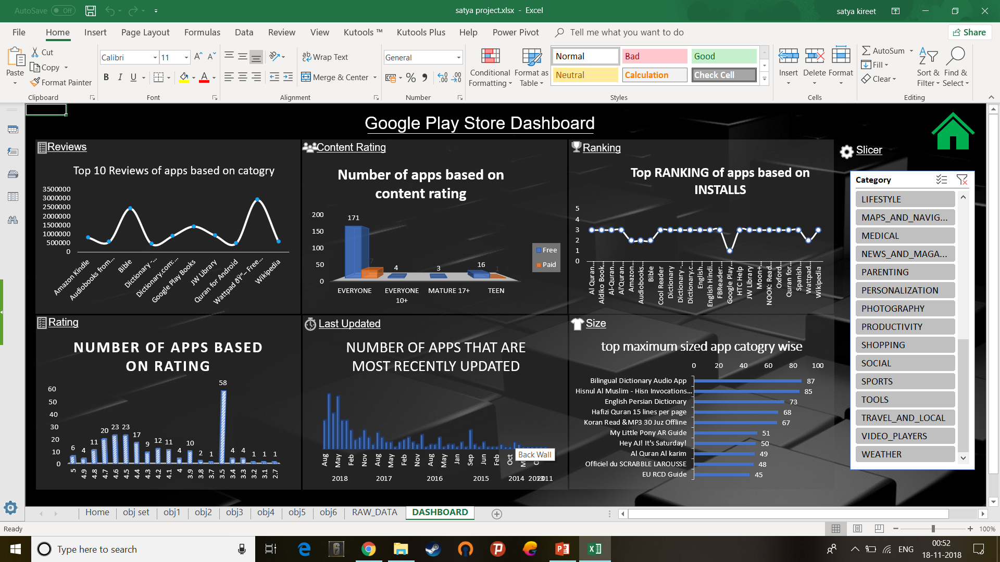 AutoSave Off
satya project.xlsx - Excel
satya kireet
File Home Insert Page Layout Formulas Data Review View Kutools ™ Kutools Plus Help Power Pivot Tell me what you want to do Share
Paste
Cut
Copy
Format Painter
Clipboard
Calibri 11
B I U
Font
Wrap Text
Merge & Center
Alignment
General
Number
Conditional Formatting
Format as Table
Normal Bad Good
Neutral Calculation Check Cell
Styles
Insert Delete Format
Cells
AutoSum
Fill
Clear
Sort & Filter
Find & Select
Editing
Google Play Store Dashboard
Reviews
Top 10 Reviews of apps based on catogry
3500000
3000000
2500000
2000000
1500000
1000000
500000
0
Amazon Kindle
Audiobooks from...
Bible
Dictionary -...
Dictionary.com:...
Google Play Books
JW Library
Quran for Android
Wattpad ðŸ“– Free...
Wikipedia
Content Rating
Number of apps based on
content rating
200
150
100
50
0
171
7
4
3
16
1
EVERYONE
EVERYONE 10+
MATURE 17+
TEEN
Free
Paid
Ranking
Top RANKING of apps based on
INSTALLS
5
4
3
2
1
0
Al Quran...
Aldiko Book...
Al-Quran...
Al'Quran...
Amazon...
Audiobooks...
Bible
Cool Reader
Dictionary
Dictionary -...
Dictionary.c...
English...
English Hindi...
FBReader:...
Google Play...
HTC Help
JW Library
Moon+...
NOOK: Read...
Oxford...
Quran for...
Spanish...
Wattpad...
Wikipedia
Slicer
Category
LIFESTYLE
MAPS_AND_NAVIG...
MEDICAL
NEWS_AND_MAGA...
PARENTING
PERSONALIZATION
PHOTOGRAPHY
PRODUCTIVITY
SHOPPING
SOCIAL
SPORTS
TOOLS
TRAVEL_AND_LOCAL
VIDEO_PLAYERS
WEATHER
Rating
NUMBER OF APPS BASED
ON RATING
60
50
40
30
20
10
0
6 4 11 20 23 23 17 9 12 11 4 10 2 1 58 4 4 1 1 1
5 4.9 4.8 4.7 4.6 4.5 4.4 4.3 4.2 4.1 4 3.9 3.8 3.7 3.5 3.4 3.3 3.2 3.1 2.7
Last Updated
NUMBER OF APPS THAT ARE
MOST RECENTLY UPDATED
Aug May Feb Nov Aug May Feb Nov Aug May Jan Sep Jun Feb Oct
2018 2017 2016 2015 2014
Back Wall
Size
top maximum sized app catogry wise
0 20 40 60 80 100
Bilingual Dictionary Audio App 87
Hisnul Al Muslim - Hisn Invocations... 85
English Persian Dictionary 73
Hafizi Quran 15 lines per page 68
Koran Read &MP3 30 Juz Offline 67
My Little Pony AR Guide 51
Hey AJ! It's Saturday! 50
Al Quran Al karim 49
Officiel du SCRABBLE LAROUSSE 48
EU RCD Guide 45
Home obj set obj1 obj2 obj3 obj4 obj5 obj6 RAW_DATA DASHBOARD
Ready
100%
Type here to search
ENG
00:52
18-11-2018